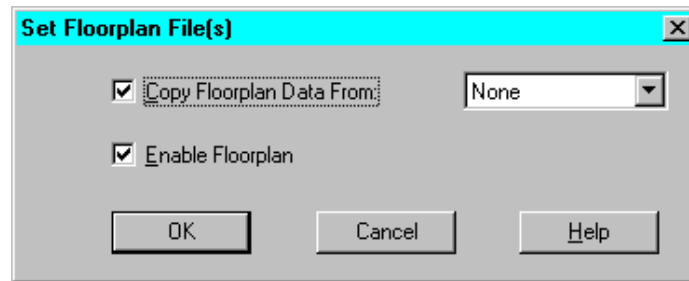 Set Floorplan File(s)
Copy Floorplan Data From: None
Enable Floorplan
OK Cancel Help